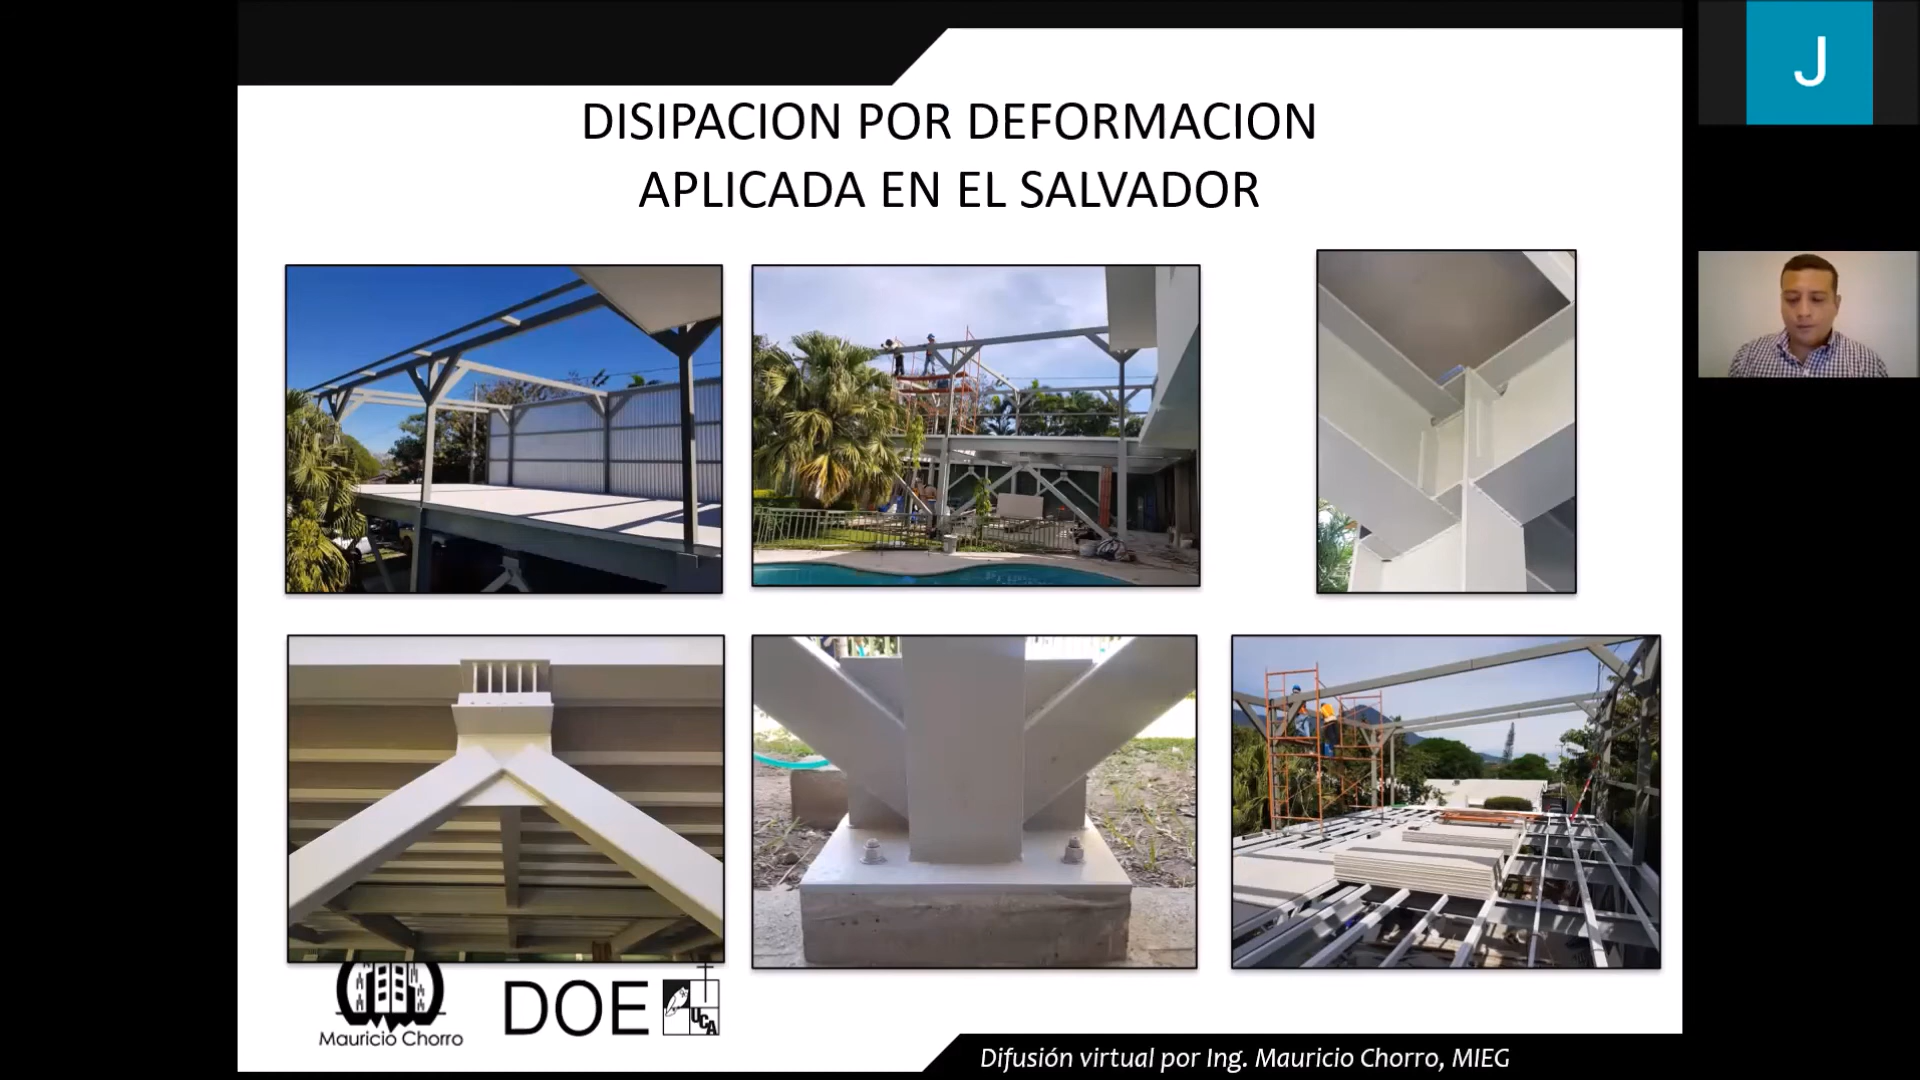 DISIPACION POR DEFORMACION
APLICADA EN EL SALVADOR
J
Mauricio Chorro
DOE
UCA
Difusión virtual por Ing. Mauricio Chorro, MIEG